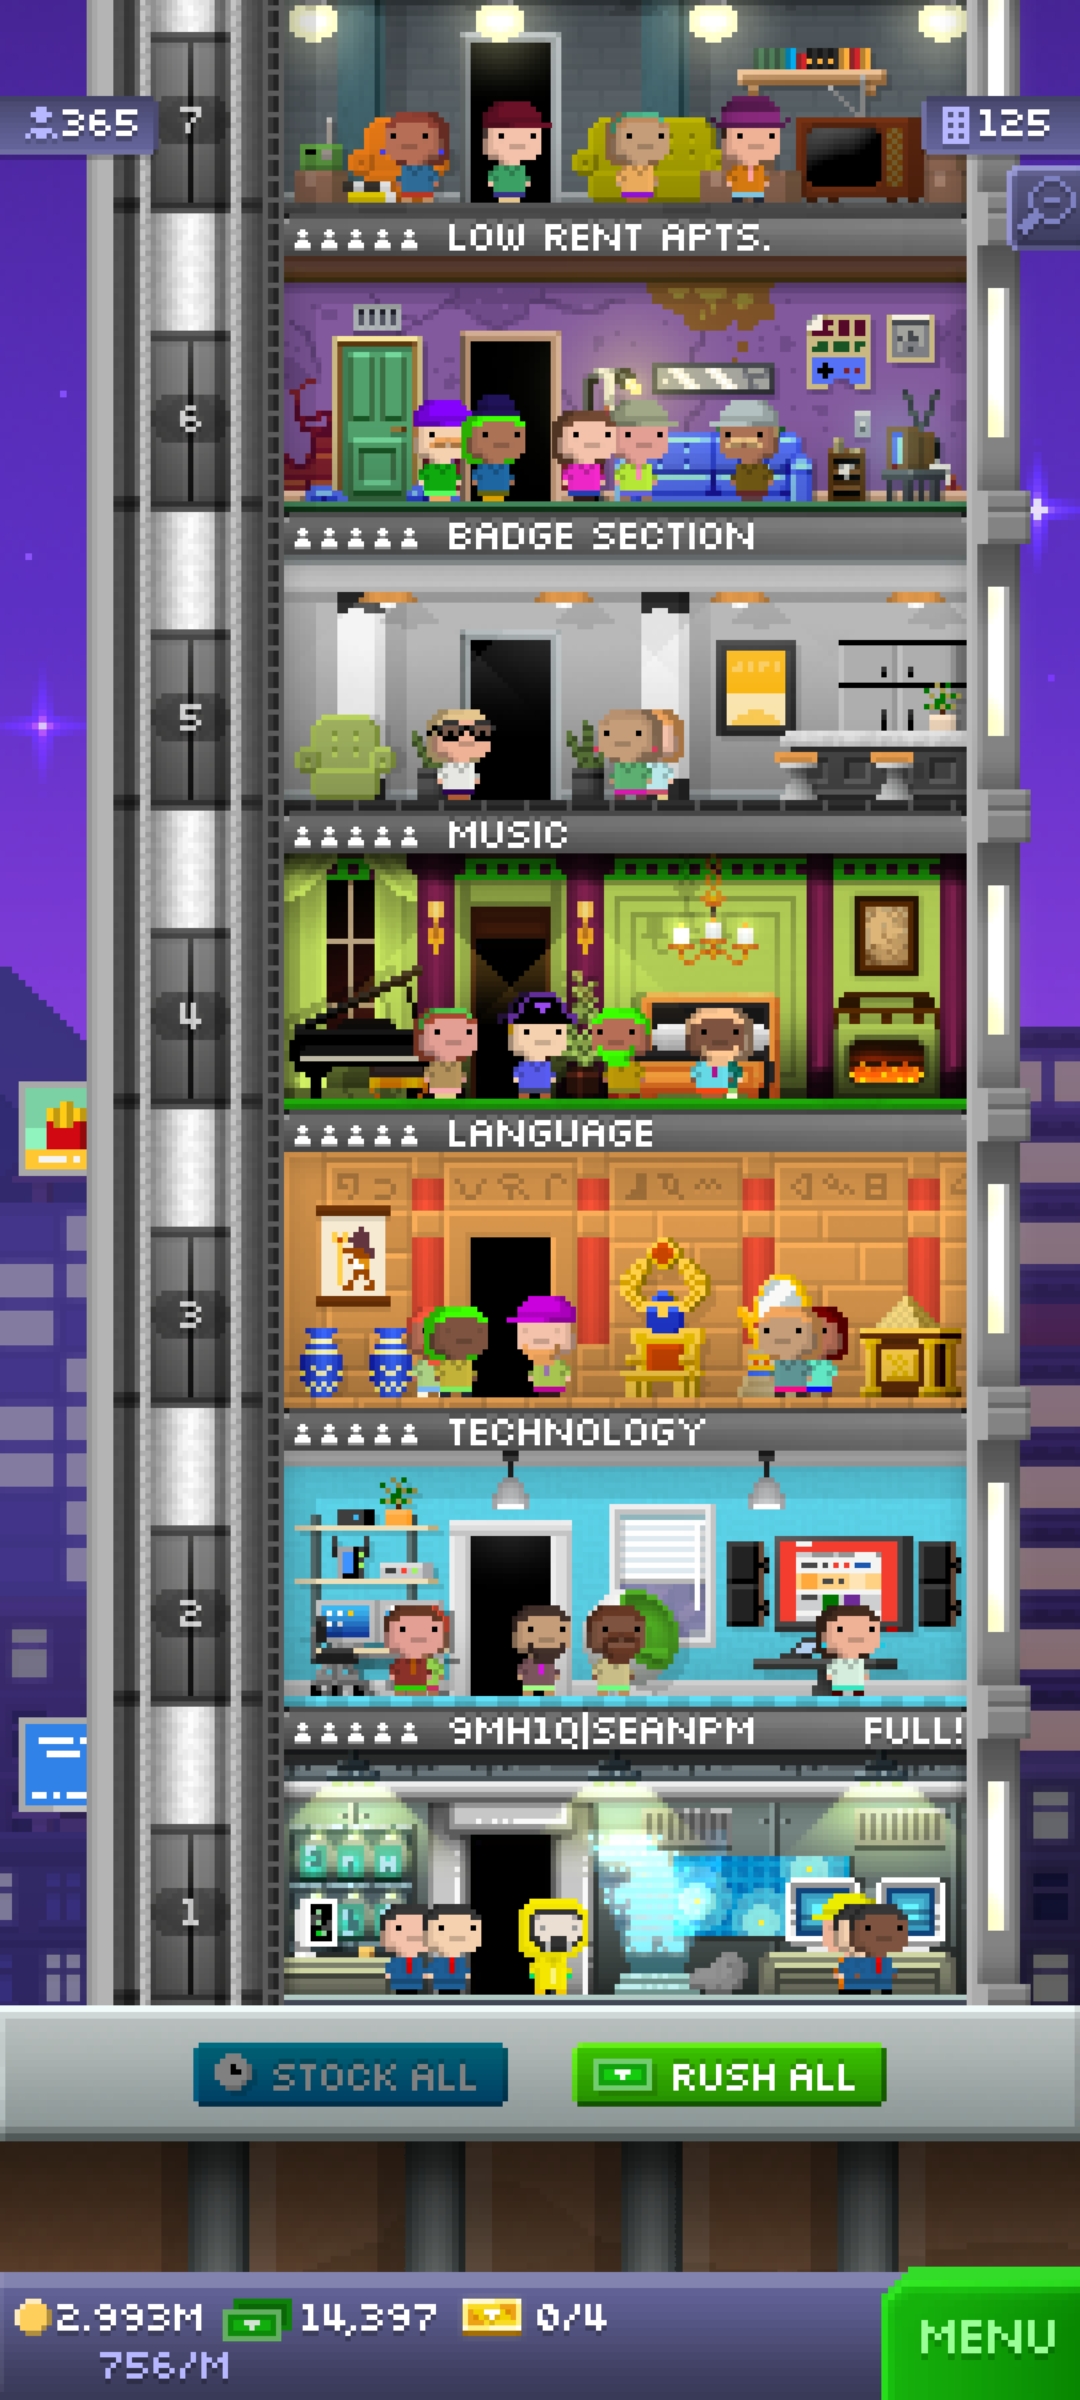 365
7
125
LOW RENT APTS.
6
BADGE SECTION
5
MUSIC
4
LANGUAGE
3
TECHNOLOGY
2
9MH1Q|SEANPM FULL!
1
STOCK ALL
RUSH ALL
2.993M 14,397 0/4
756/M
MENU